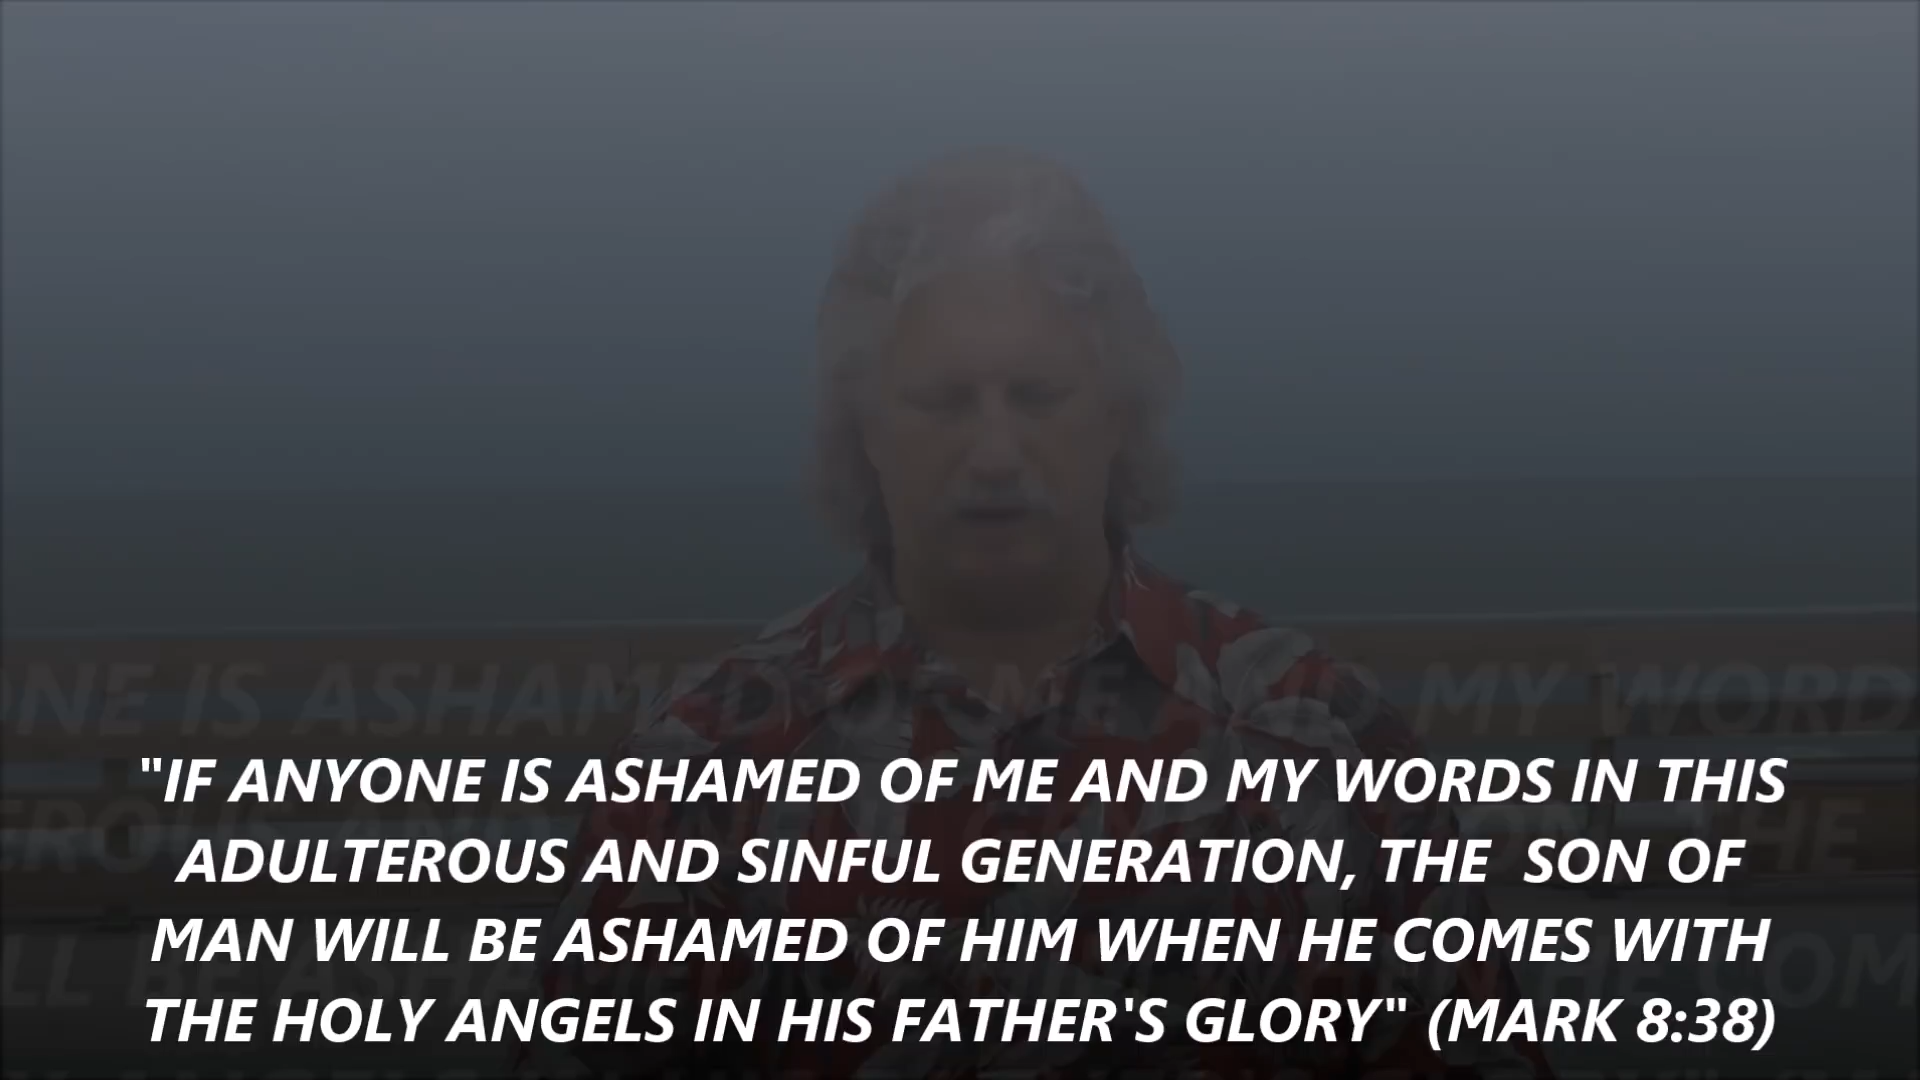 "IF ANYONE IS ASHAMED OF ME AND MY WORDS IN THIS
ADULTEROUS AND SINFUL GENERATION, THE  SON OF
MAN WILL BE ASHAMED OF HIM WHEN HE COMES WITH
THE HOLY ANGELS IN HIS FATHER'S GLORY" (MARK 8:38)